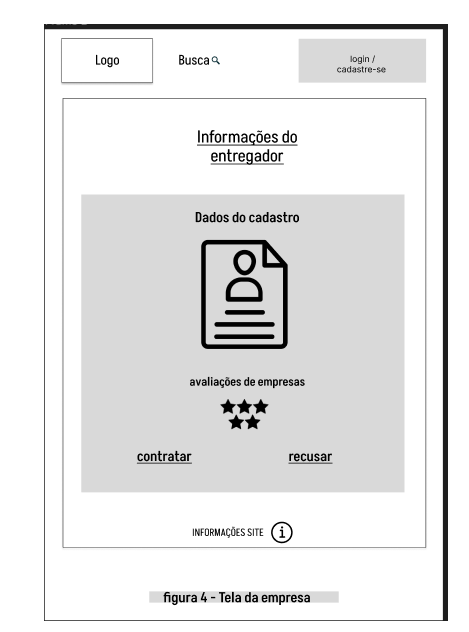 Logo
Busca
login /
cadastre-se
Informações do
entregador
Dados do cadastro
avaliações de empresas
contratar
recusar
INFORMAÇÕES SITE
figura 4 - Tela da empresa